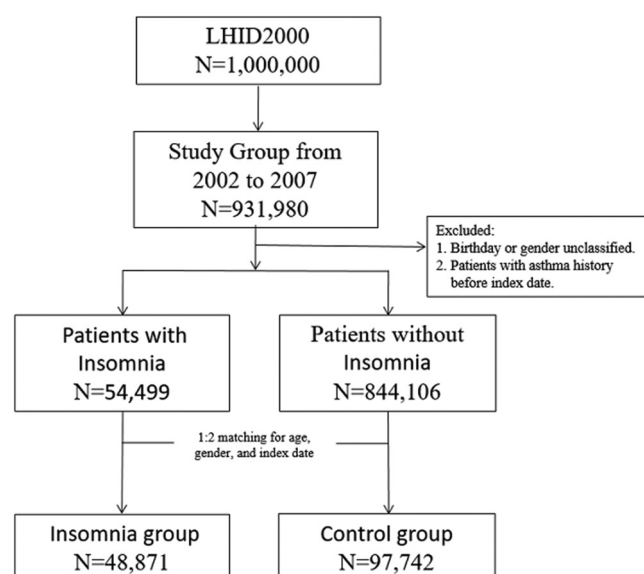 LHID2000
N=1,000,000
Study Group from
2002 to 2007
N=931,980
Excluded:
1. Birthday or gender unclassified.
2. Patients with asthma history
before index date.
Patients with
Insomnia
N=54,499
Patients without
Insomnia
N=844,106
1:2 matching for age,
gender, and index date
Insomnia group
N=48,871
Control group
N=97,742